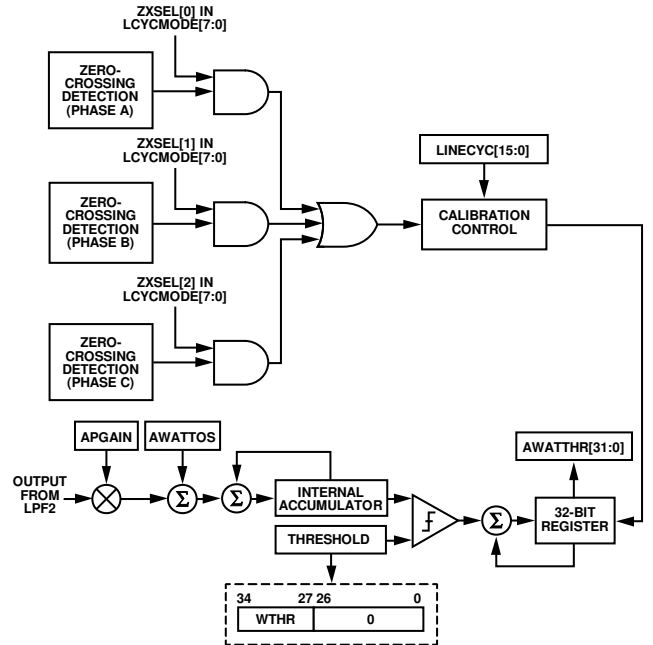 ZXSEL[0] IN
LCYCMODE[7:0]
ZERO-
CROSSING
DETECTION
(PHASE A)
ZXSEL[1] IN
LCYCMODE[7:0]
ZERO-
CROSSING
DETECTION
(PHASE B)
LINECYC[15:0]
CALIBRATION
CONTROL
ZXSEL[2] IN
LCYCMODE[7:0]
ZERO-
CROSSING
DETECTION
(PHASE C)
APGAIN
AWATTOS
AWATTHR[31:0]
OUTPUT
FROM
LPF2
Σ
Σ
INTERNAL
ACCUMULATOR
THRESHOLD
Σ
32-BIT
REGISTER
34 27 26 0
WTHR 0